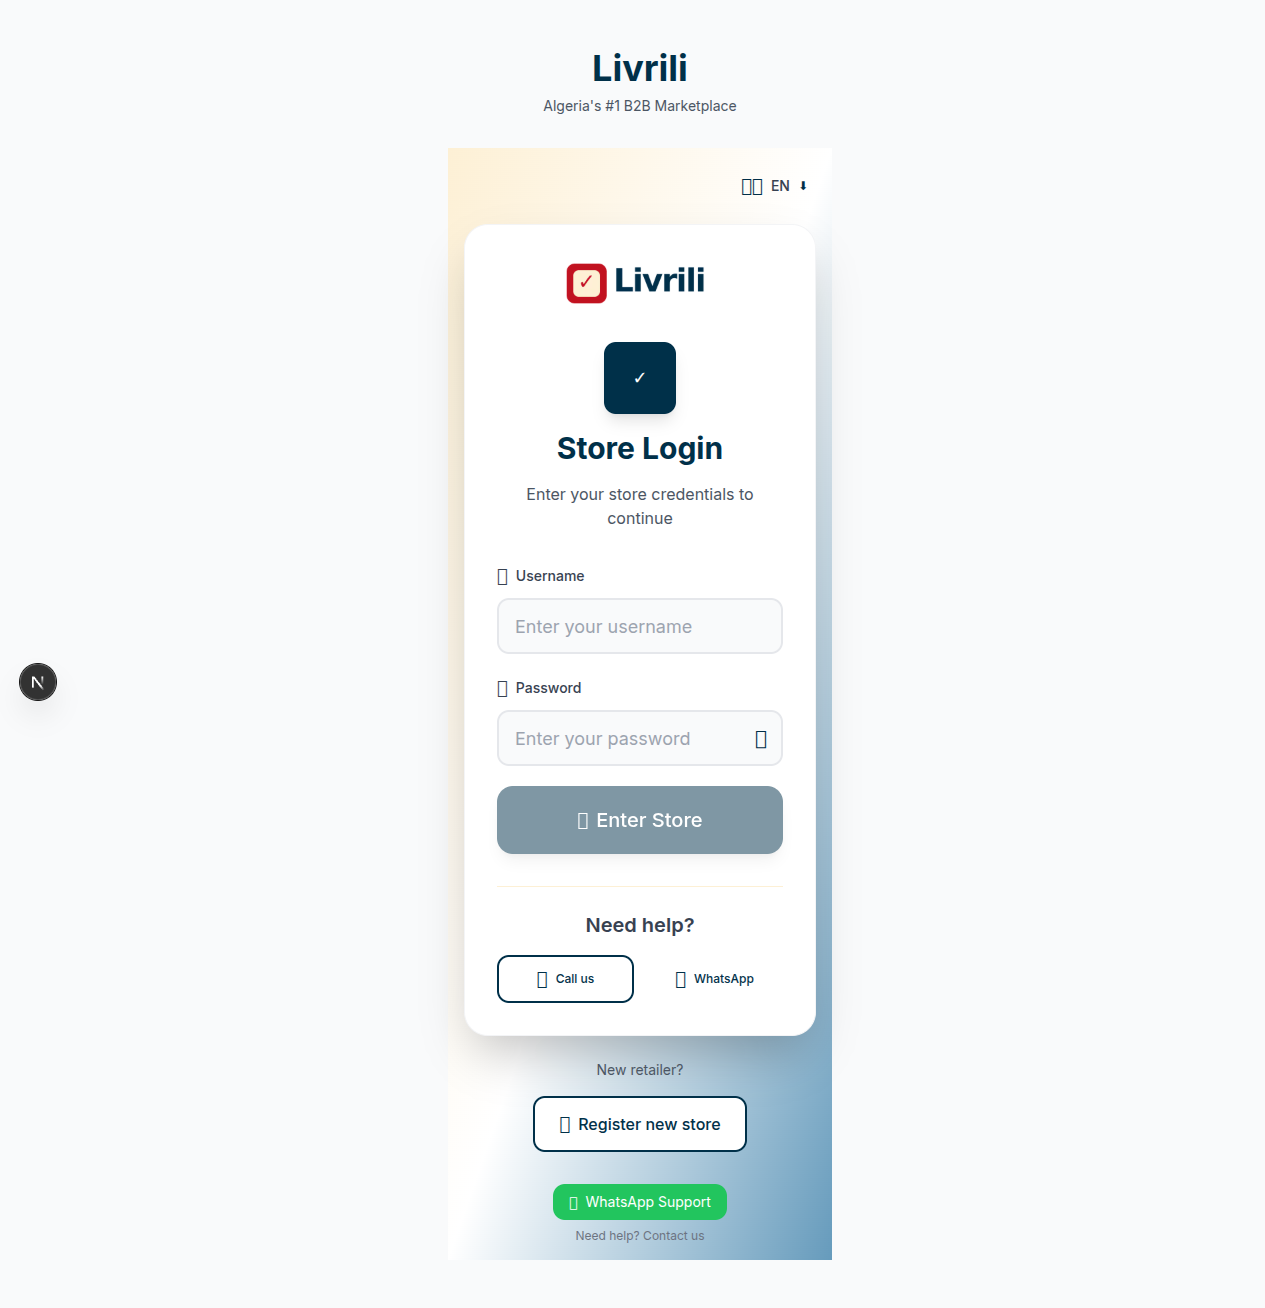 Livrili
Algeria's #1 B2B Marketplace
EN
Livrili
Store Login
Enter your store credentials to
continue
Username
Enter your username
Password
Enter your password
Enter Store
Need help?
Call us
WhatsApp
New retailer?
Register new store
WhatsApp Support
Need help? Contact us
N